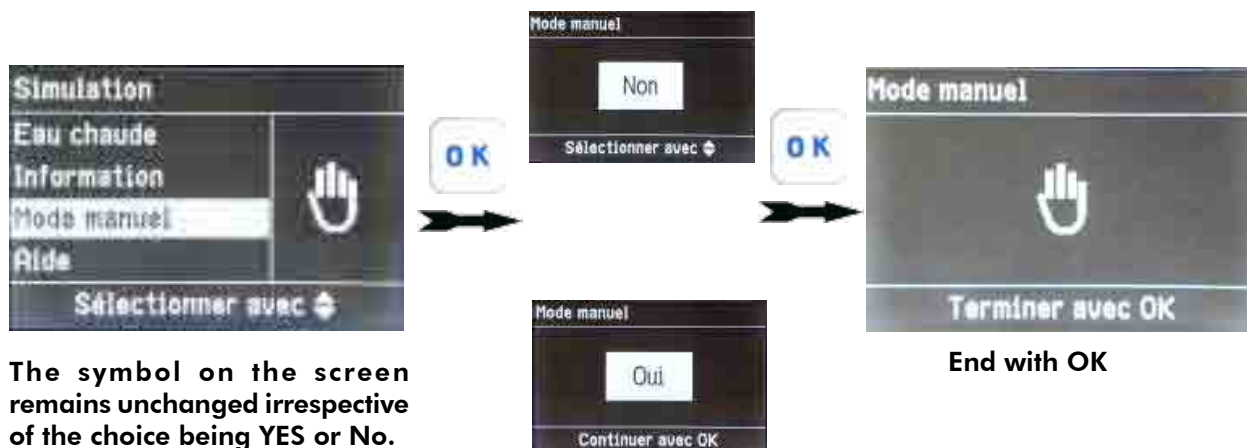 Simulation
Eau chaude
Information
Mode manuel
Aide
Sélectionner avec
The symbol on the screen
remains unchanged irrespective
of the choice being YES or No.
OK
Mode manuel
Non
Sélectionner avec
Mode manuel
Oui
Continuer avec OK
OK
Mode manuel
Terminer avec OK
End with OK